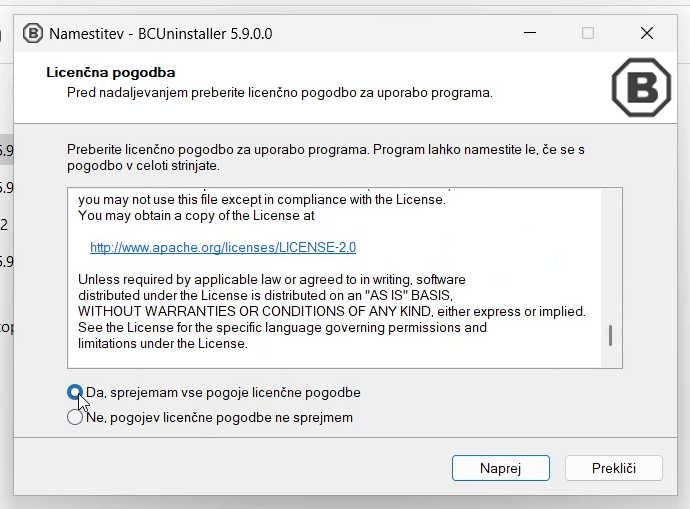 Namestitev - BCUninstaller 5.9.0.0
Licenčna pogodba
Pred nadaljevanjem preberite licenčno pogodbo za uporabo programa.
B
Preberite licenčno pogodbo za uporabo programa. Program lahko namestite le, če se s
pogodbo v celoti strinjate.
you may not use this file except in compliance with the License.
You may obtain a copy of the License at
http://www.apache.org/licenses/LICENSE-2.0
Unless required by applicable law or agreed to in writing, software
distributed under the License is distributed on an "AS IS" BASIS,
WITHOUT WARRANTIES OR CONDITIONS OF ANY KIND, either express or implied.
See the License for the specific language governing permissions and
limitations under the License.
Da, sprejemam vse pogoje licenčne pogodbe
Ne, pogojev licenčne pogodbe ne sprejmem
Naprej
Prekliči